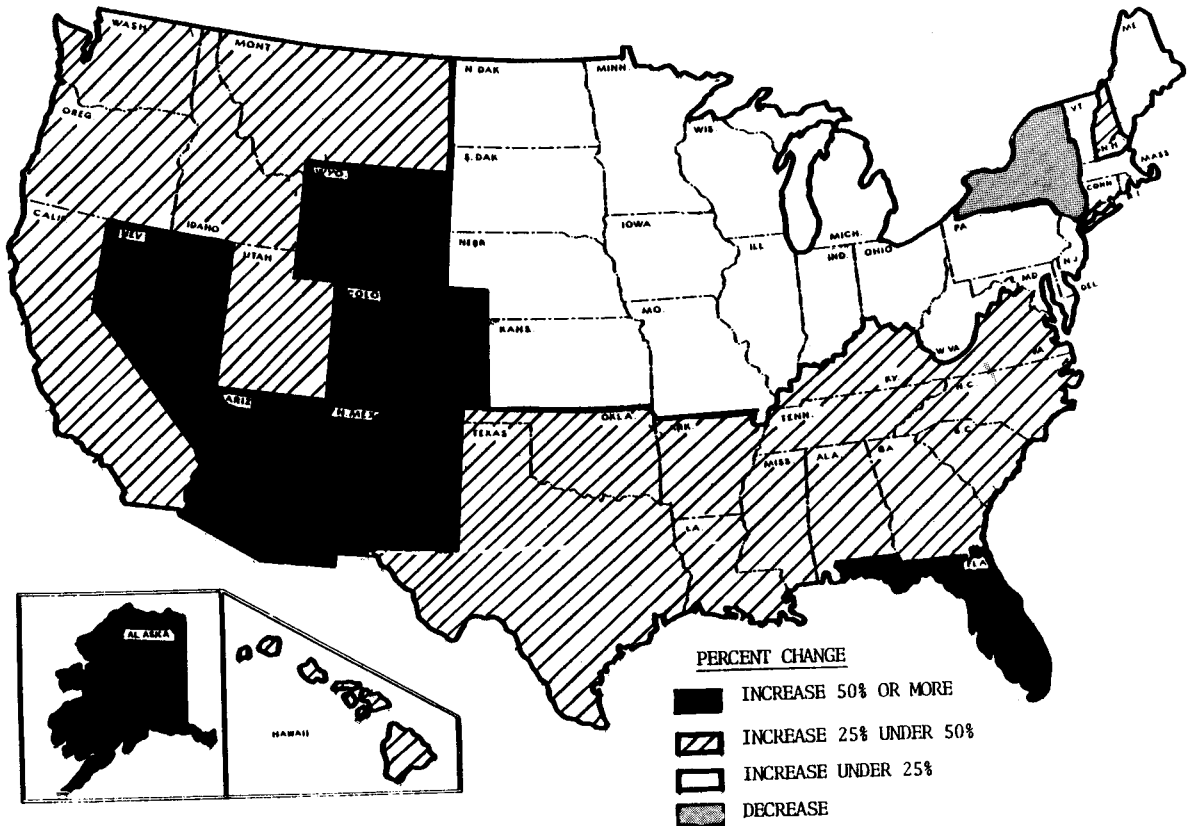 WASH
MONT
N. DAK
MINN.
ME
OREG
S. DAK
WIS.
VT
N H
MASS
WYO.
CONN
R I
CALIF
IDAHO
NEV
UTAH
NEBR
IOWA
ILL
MICH.
IND.
OHIO
PA
N J
MD
DEL
COLO
KANS.
MO.
W VA
VA
KY.
ARIZ
N. MEX
OKLA.
ARK.
TENN.
N C.
S C.
TEXAS
MISS
ALA.
GA
LA.
FLA
ALASKA
HAWAII
PERCENT CHANGE
INCREASE 50% OR MORE
INCREASE 25% UNDER 50%
INCREASE UNDER 25%
DECREASE